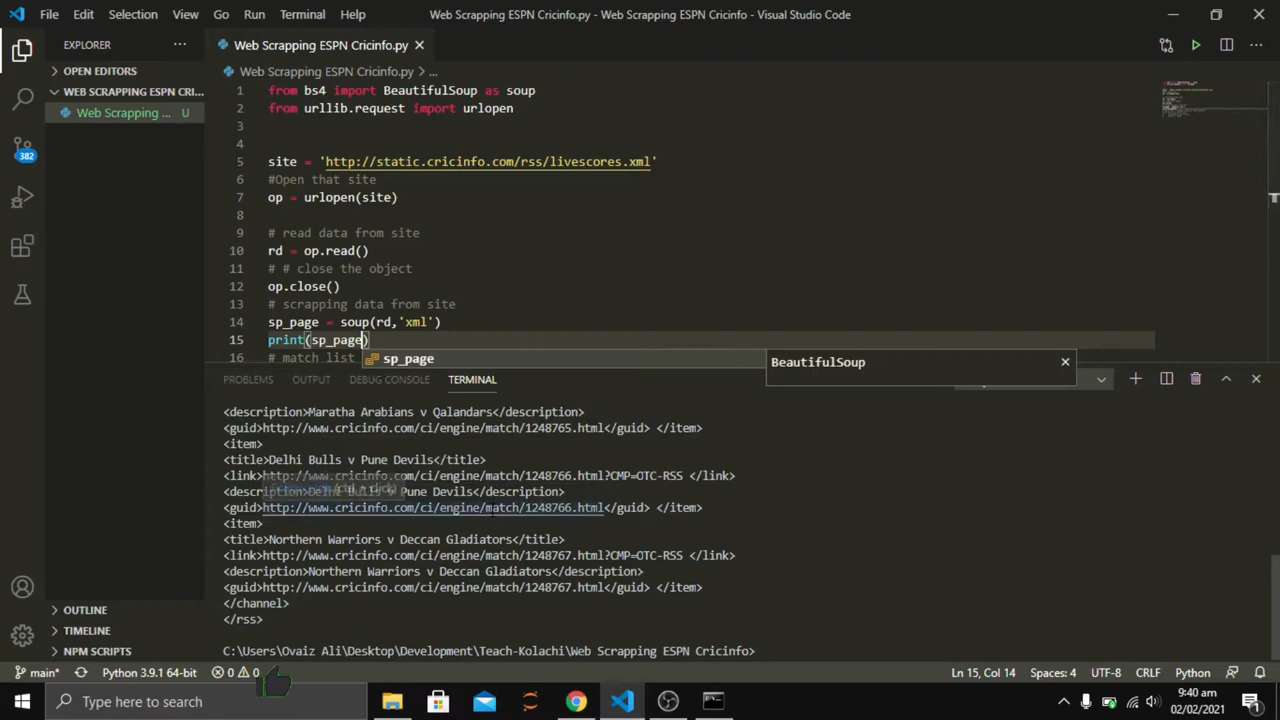 File Edit Selection View Go Run Terminal Help
Web Scrapping ESPN Cricinfo.py - Web Scrapping ESPN Cricinfo - Visual Studio Code
EXPLORER ...
OPEN EDITORS
WEB SCRAPPING ESPN CRI...
Web Scrapping ... U
382
OUTLINE
TIMELINE
NPM SCRIPTS
Web Scrapping ESPN Cricinfo.py
Web Scrapping ESPN Cricinfo.py > ...
1 from bs4 import BeautifulSoup as soup
2 from urllib.request import urlopen
3
4
5 site = 'http://static.cricinfo.com/rss/livescores.xml'
6 #Open that site
7 op = urlopen(site)
8
9 # read data from site
10 rd = op.read()
11 # # close the object
12 op.close()
13 # scrapping data from site
14 sp_page = soup(rd,'xml')
15 print(sp_page)
16 # match list
sp_page
BeautifulSoup
PROBLEMS OUTPUT DEBUG CONSOLE TERMINAL
<description>Maratha Arabians v Qalandars</description>
<guid>http://www.cricinfo.com/ci/engine/match/1248765.html</guid> </item>
<item>
<title>Delhi Bulls v Pune Devils</title>
<link>http://www.cricinfo.com/ci/engine/match/1248766.html?CMP=OTC-RSS </link>
<description>Delhi Bulls v Pune Devils</description>
<guid>http://www.cricinfo.com/ci/engine/match/1248766.html</guid> </item>
<item>
<title>Northern Warriors v Deccan Gladiators</title>
<link>http://www.cricinfo.com/ci/engine/match/1248767.html?CMP=OTC-RSS </link>
<description>Northern Warriors v Deccan Gladiators</description>
<guid>http://www.cricinfo.com/ci/engine/match/1248767.html</guid> </item>
</channel>
</rss>
C:\Users\Ovaiz Ali\Desktop\Development\Teach-Kolachi\Web Scrapping ESPN Cricinfo>
main* Python 3.9.1 64-bit 0 0
Ln 15, Col 14 Spaces: 4 UTF-8 CRLF Python
Type here to search
9:40 am
02/02/2021
1